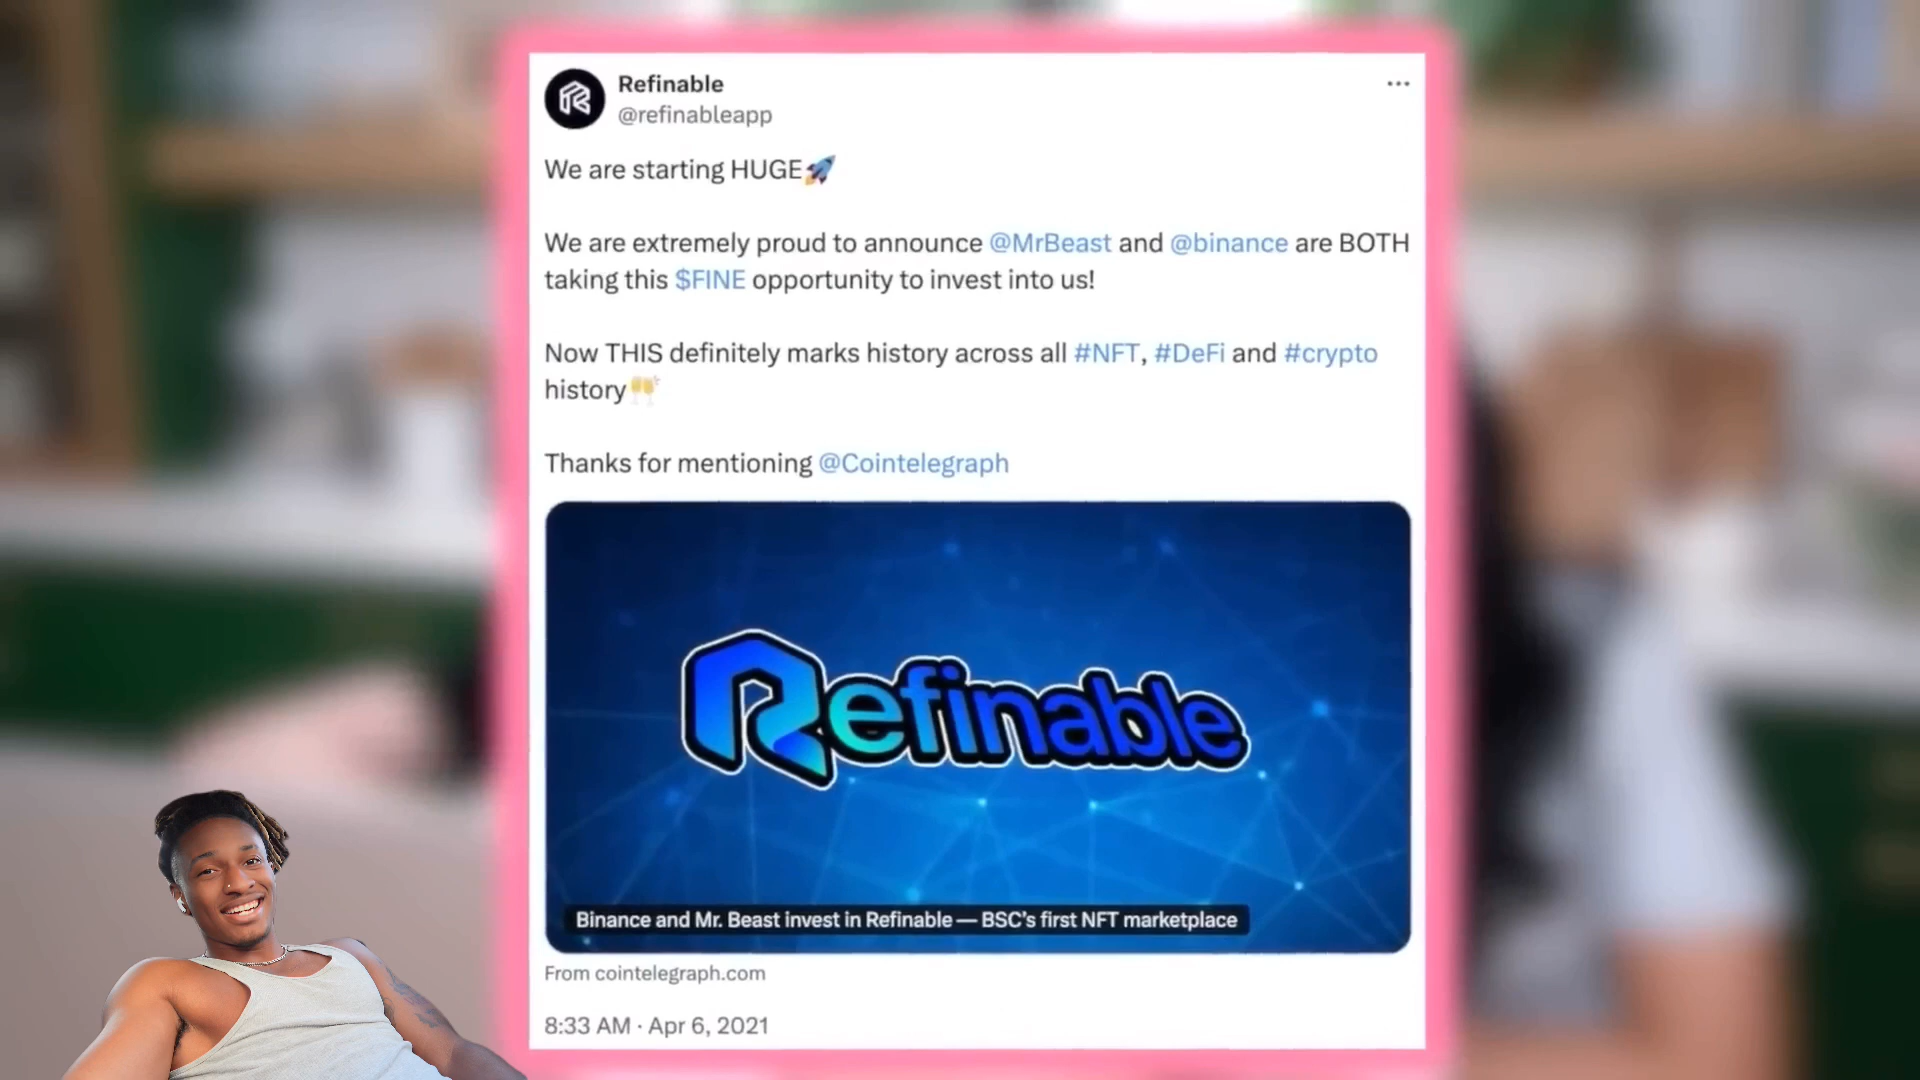 Refinable
@refinableapp
We are starting HUGE🚀
We are extremely proud to announce @MrBeast and @binance are BOTH
taking this $FINE opportunity to invest into us!
Now THIS definitely marks history across all #NFT, #DeFi and #crypto
history🥂
Thanks for mentioning @Cointelegraph
Refinable
Binance and Mr. Beast invest in Refinable — BSC's first NFT marketplace
From cointelegraph.com
8:33 AM · Apr 6, 2021